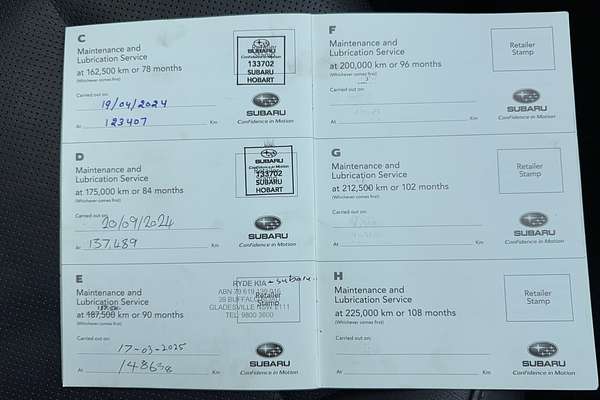 C
Maintenance and
Lubrication Service
at 162,500 km or 78 months
(Whichever comes first)
SUBARU
133702
SUBARU
HOBART
Carried out on:
19/04/2024
At 123407 Km
SUBARU
Confidence in Motion
D
Maintenance and
Lubrication Service
at 175,000 km or 84 months
(Whichever comes first)
SUBARU
133702
SUBARU
HOBART
Carried out on:
20/09/2024
At 137,489 Km
SUBARU
Confidence in Motion
E
Maintenance and
Lubrication Service
at 187,500 km or 90 months
(Whichever comes first)
RYDE KIA - Subaru
Retailer
Stamp
GLADESVILLE NSW 2111
TEL: 9800 3600
Carried out on:
17-03-2025
At 148638 Km
SUBARU
Confidence in Motion
F
Maintenance and
Lubrication Service
at 200,000 km or 96 months
(Whichever comes first)
Retailer
Stamp
Carried out on:
At Km
SUBARU
Confidence in Motion
G
Maintenance and
Lubrication Service
at 212,500 km or 102 months
(Whichever comes first)
Retailer
Stamp
Carried out on:
At Km
SUBARU
Confidence in Motion
H
Maintenance and
Lubrication Service
at 225,000 km or 108 months
(Whichever comes first)
Retailer
Stamp
Carried out on:
At Km
SUBARU
Confidence in Motion